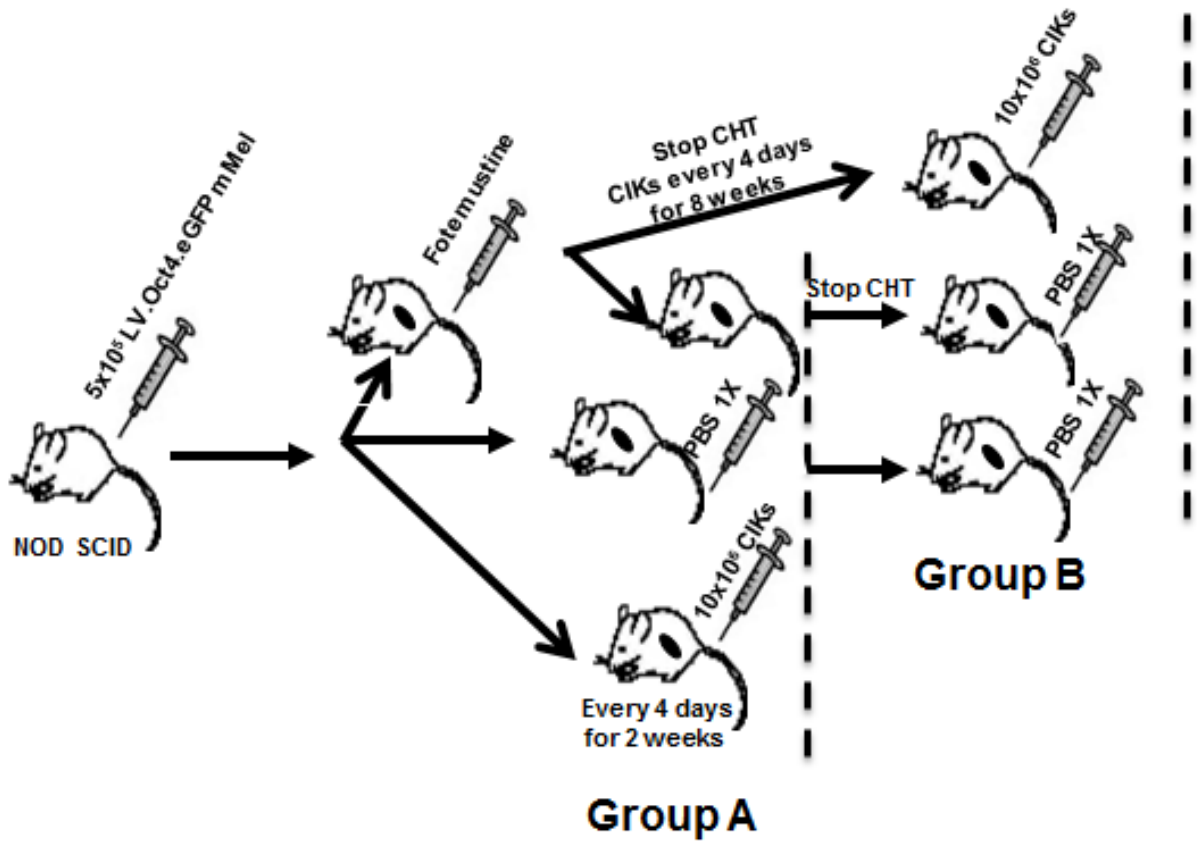 5x10⁵ LV.Oct4.eGFP mMel
NOD SCID
Fotemustine
Stop CHT
CIKs every 4 days
for 8 weeks
10x10⁶ CIKs
Stop CHT
PBS 1X
PBS 1X
PBS 1X
10x10⁶ CIKs
Every 4 days
for 2 weeks
Group B
Group A